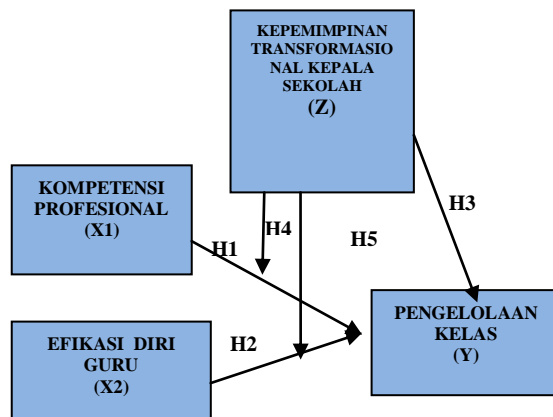 KEPEMIMPINAN
TRANSFORMASIO
NAL KEPALA
SEKOLAH
(Z)
KOMPETENSI
PROFESIONAL
(X1)
H1
H4
H5
H3
EFIKASI DIRI
GURU
(X2)
H2
PENGELOLAAN
KELAS
(Y)